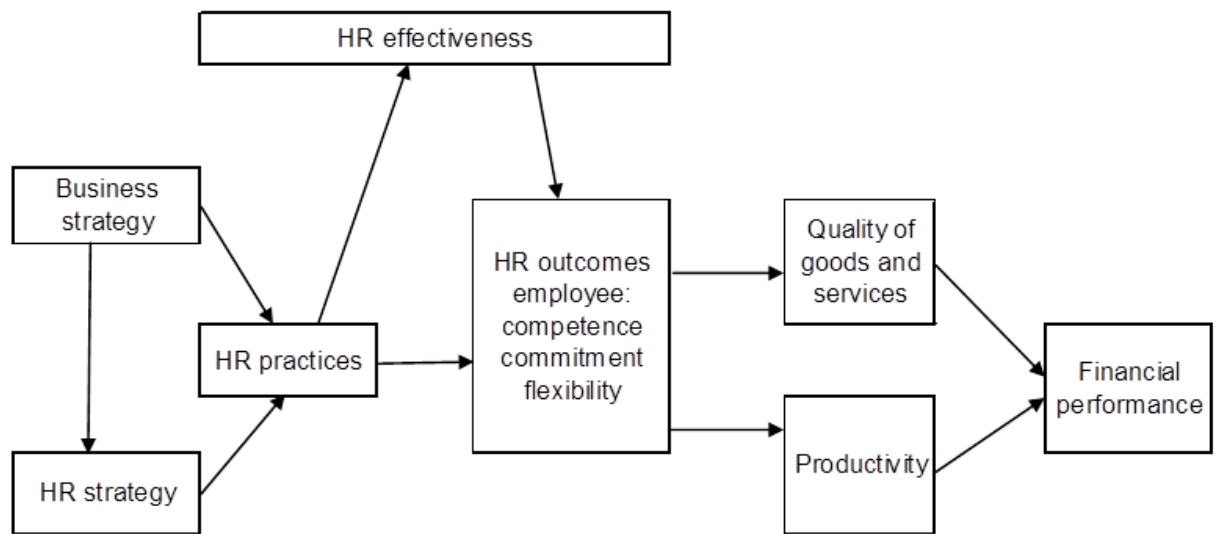 HR effectiveness
Business
strategy
HR practices
HR strategy
HR outcomes
employee:
competence
commitment
flexibility
Quality of
goods and
services
Productivity
Financial
performance